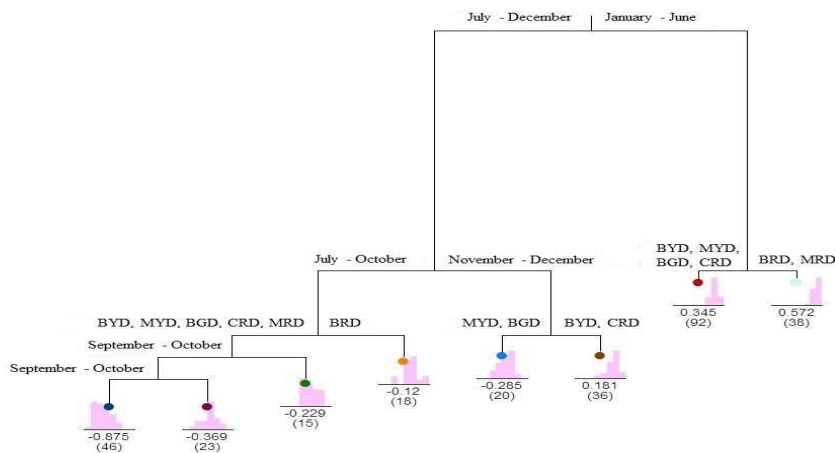 July - December January - June
BYD, MYD,
BGD, CRD BRD, MRD
July - October November - December
0.345 0.572
(92) (38)
BYD, MYD, BGD, CRD, MRD BRD MYD, BGD BYD, CRD
September - October
September - October
-0.12 -0.285 0.181
(18) (20) (36)
-0.229
(15)
-0.875 -0.369
(46) (23)